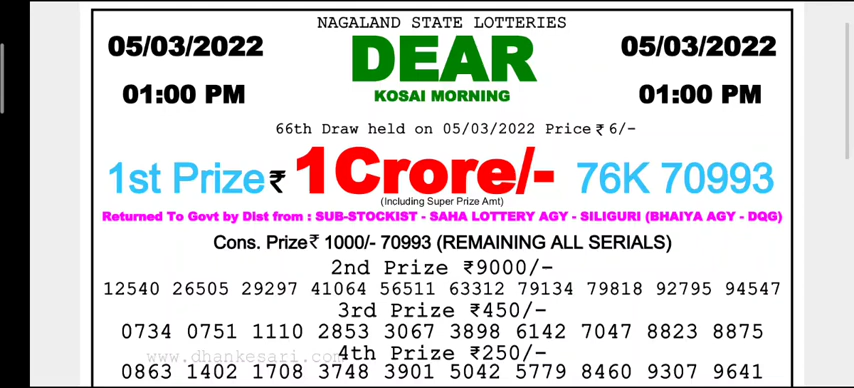 NAGALAND STATE LOTTERIES
05/03/2022 DEAR 05/03/2022
01:00 PM KOSAI MORNING 01:00 PM
66th Draw held on 05/03/2022 Price ₹ 6/-
1st Prize ₹ 1Crore/- 76K 70993
(Including Super Prize Amt)
Returned To Govt by Dist from : SUB-STOCKIST - SAHA LOTTERY AGY - SILIGURI (BHAIYA AGY - DQG)
Cons. Prize ₹ 1000/- 70993 (REMAINING ALL SERIALS)
2nd Prize ₹9000/-
12540 26505 29297 41064 56511 63312 79134 79818 92795 94547
3rd Prize ₹450/-
0734 0751 1110 2853 3067 3898 6142 7047 8823 8875
www.dhankesari.com
4th Prize ₹250/-
0863 1402 1708 3748 3901 5042 5779 8460 9307 9641